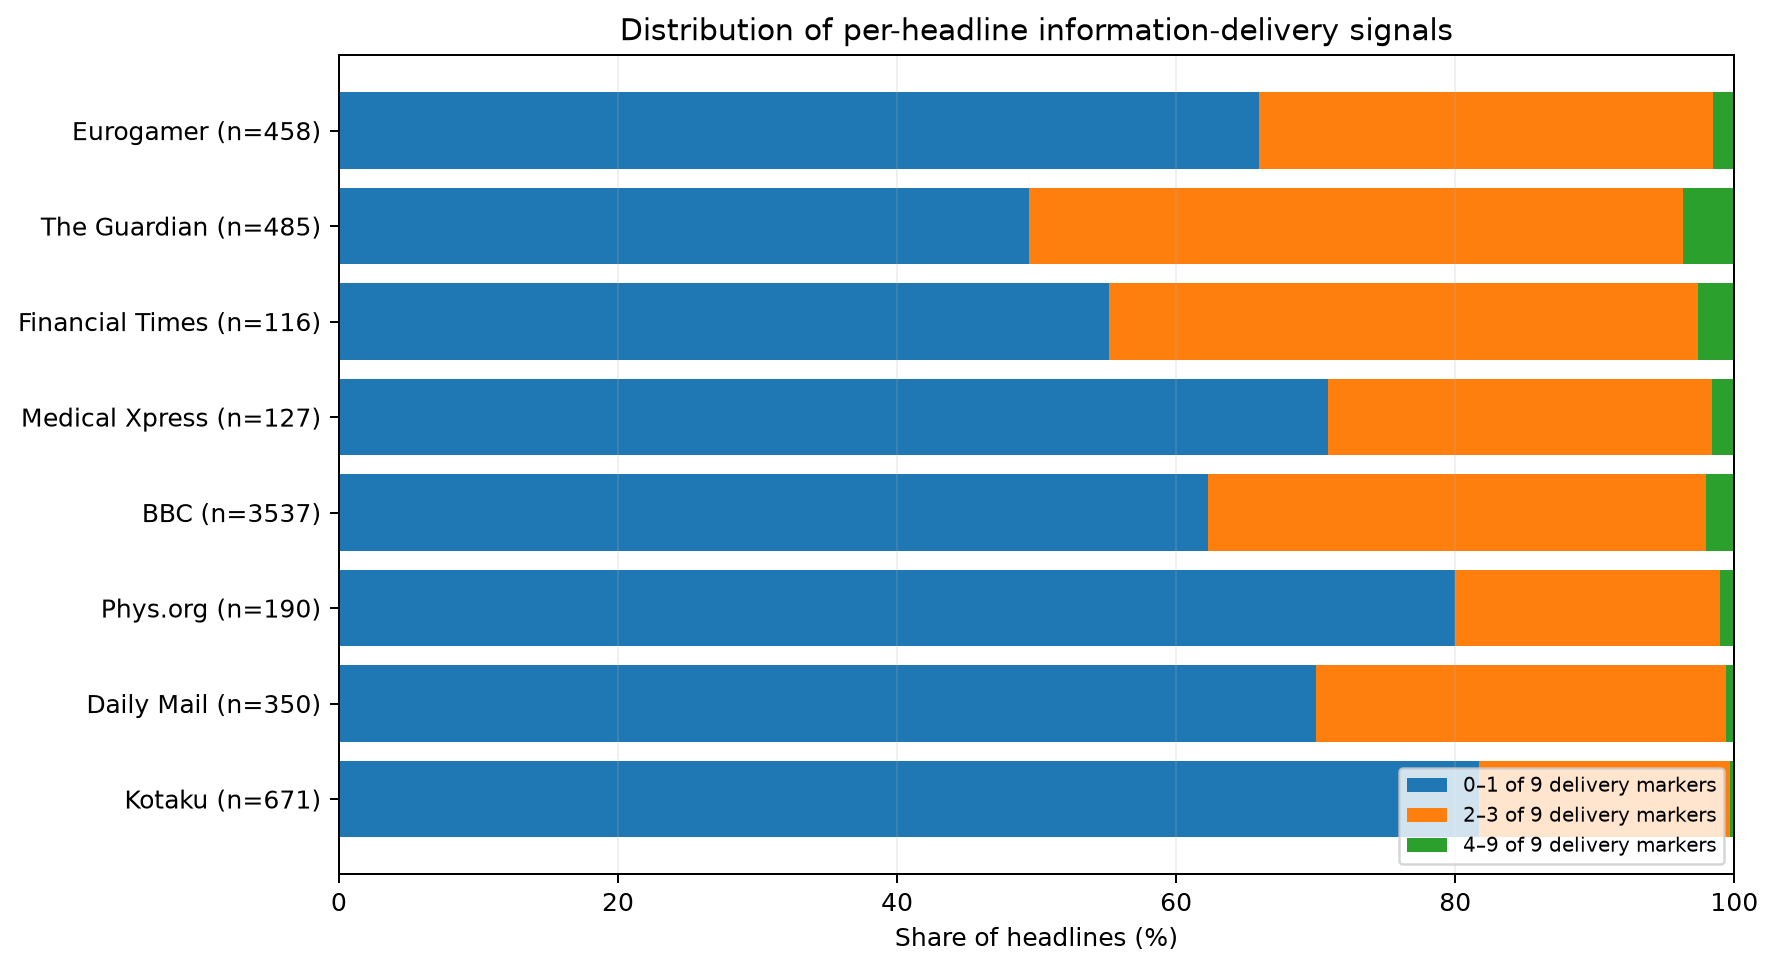 Distribution of per-headline information-delivery signals
Eurogamer (n=458)
The Guardian (n=485)
Financial Times (n=116)
Medical Xpress (n=127)
BBC (n=3537)
Phys.org (n=190)
Daily Mail (n=350)
Kotaku (n=671)
0–1 of 9 delivery markers
2–3 of 9 delivery markers
4–9 of 9 delivery markers
0 20 40 60 80 100
Share of headlines (%)